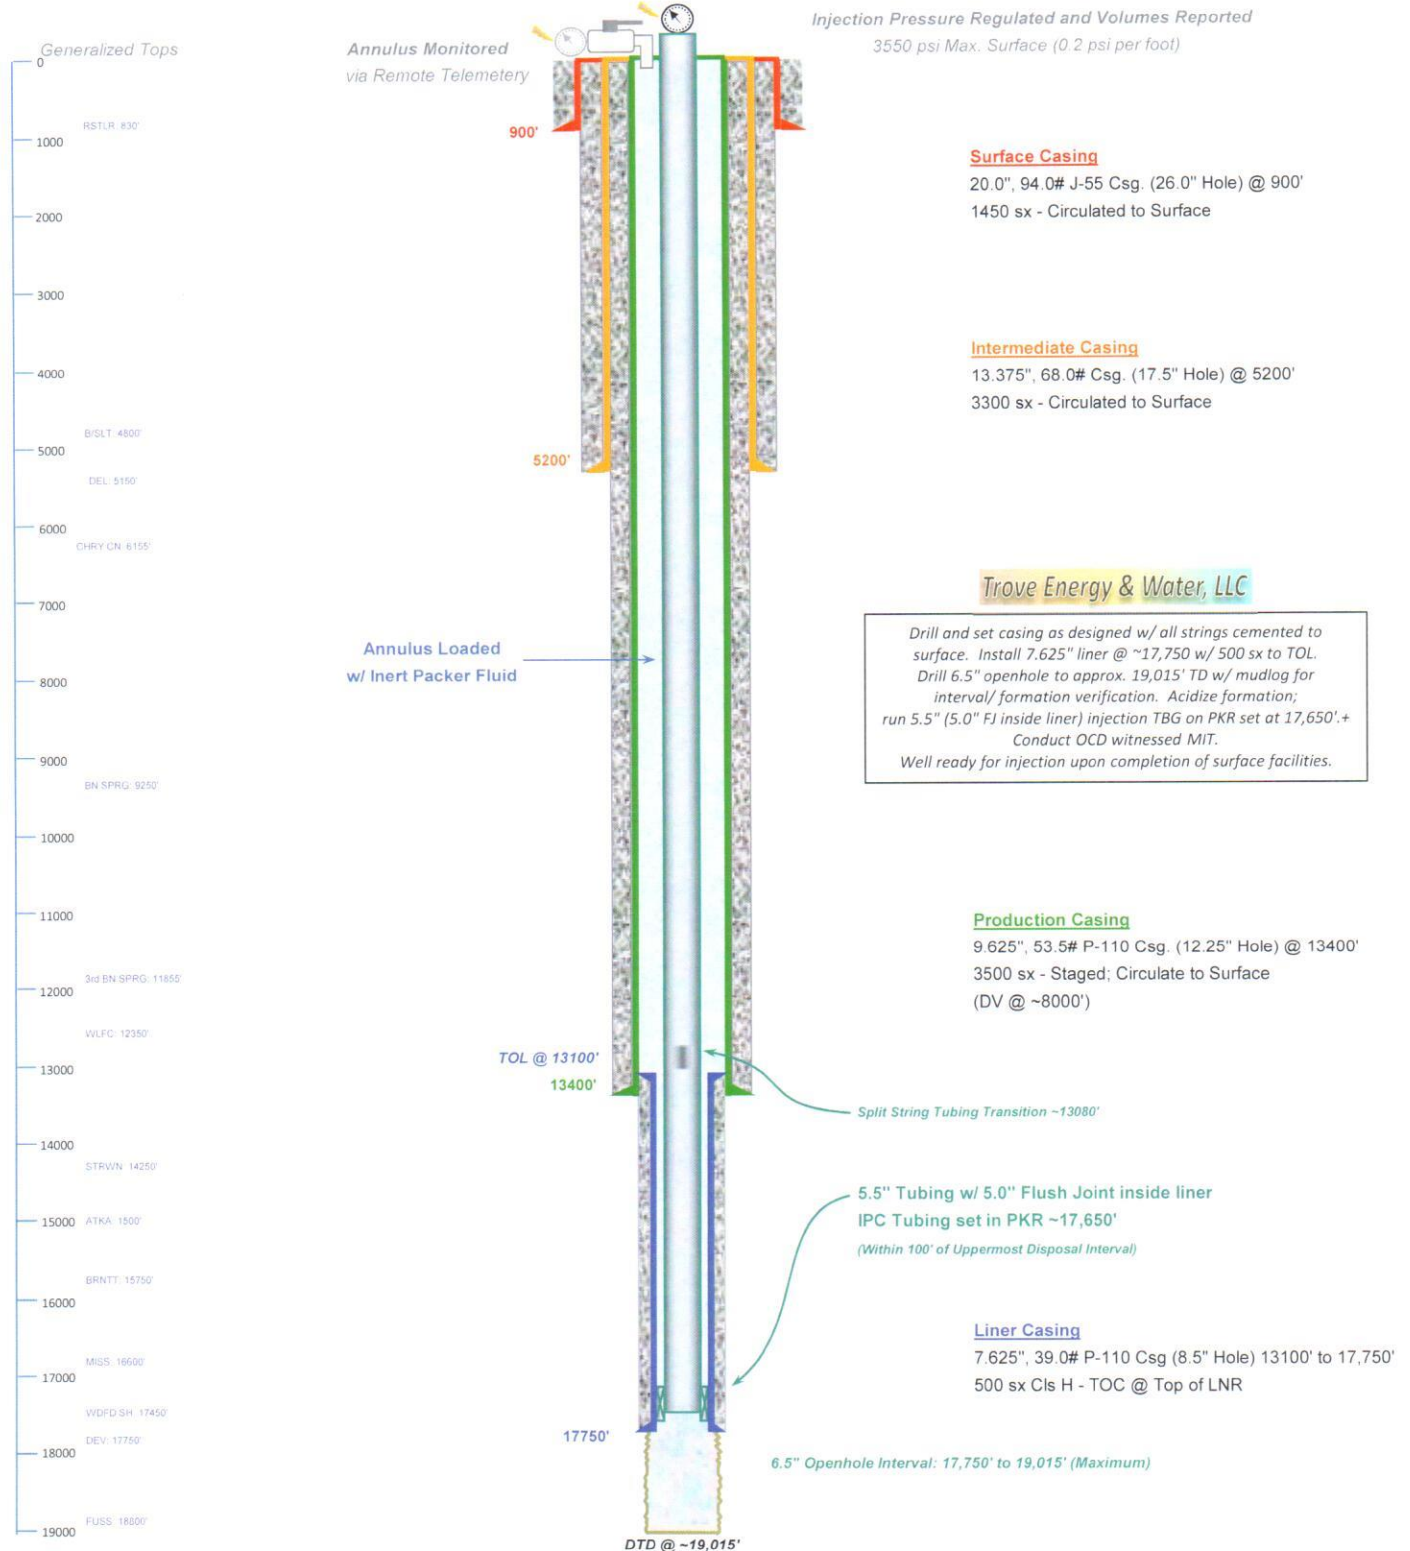 Injection Pressure Regulated and Volumes Reported
3550 psi Max. Surface (0.2 psi per foot)
Generalized Tops
Annulus Monitored
via Remote Telemetery
0
RSTLR: 830'
1000
2000
3000
4000
B/SLT: 4800'
5000
DEL: 5150'
6000
CHRY CN: 6155'
7000
8000
9000
BN SPRG: 9250'
10000
11000
3rd BN SPRG: 11855'
12000
WLFC: 12350'
13000
14000
STRWN: 14250'
15000
ATKA: 1500'
BRNTT: 15750'
16000
MISS: 16600'
17000
WDFD SH: 17450'
DEV: 17750'
18000
FUSS: 18800'
19000
900'
5200'
Annulus Loaded
w/ Inert Packer Fluid
TOL @ 13100'
13400'
17750'
DTD @ ~19,015'
Surface Casing
20.0", 94.0# J-55 Csg. (26.0" Hole) @ 900'
1450 sx - Circulated to Surface
Intermediate Casing
13.375", 68.0# Csg. (17.5" Hole) @ 5200'
3300 sx - Circulated to Surface
Trove Energy & Water, LLC
Drill and set casing as designed w/ all strings cemented to
surface. Install 7.625" liner @ ~17,750 w/ 500 sx to TOL.
Drill 6.5" openhole to approx. 19,015' TD w/ mudlog for
interval/ formation verification. Acidize formation;
run 5.5" (5.0" FJ inside liner) injection TBG on PKR set at 17,650'.+
Conduct OCD witnessed MIT.
Well ready for injection upon completion of surface facilities.
Production Casing
9.625", 53.5# P-110 Csg. (12.25" Hole) @ 13400'
3500 sx - Staged; Circulate to Surface
(DV @ ~8000')
Split String Tubing Transition ~13080'
5.5" Tubing w/ 5.0" Flush Joint inside liner
IPC Tubing set in PKR ~17,650'
(Within 100' of Uppermost Disposal Interval)
Liner Casing
7.625", 39.0# P-110 Csg (8.5" Hole) 13100' to 17,750'
500 sx Cls H - TOC @ Top of LNR
6.5" Openhole Interval: 17,750' to 19,015' (Maximum)